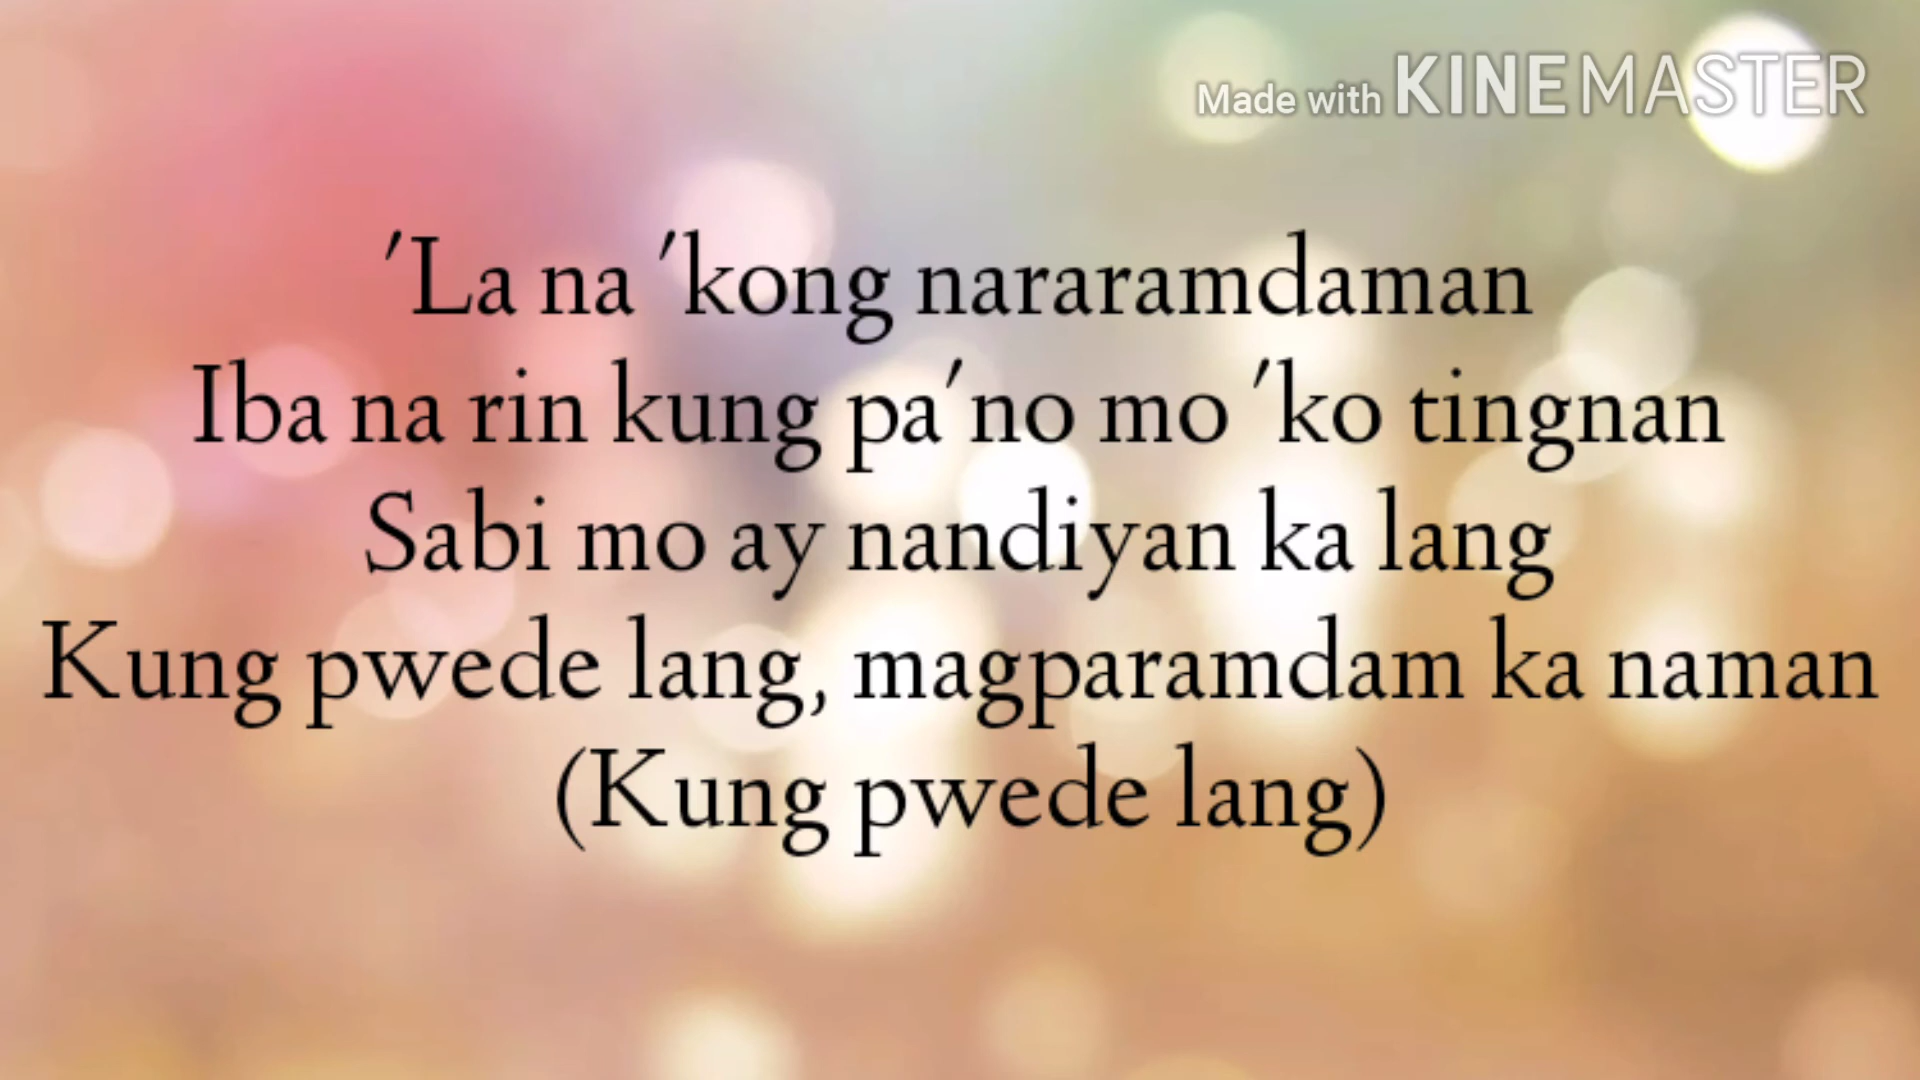 Made with KINEMASTER
'La na 'kong nararamdaman
Iba na rin kung pa'no mo 'ko tingnan
Sabi mo ay nandiyan ka lang
Kung pwede lang, magparamdam ka naman
(Kung pwede lang)